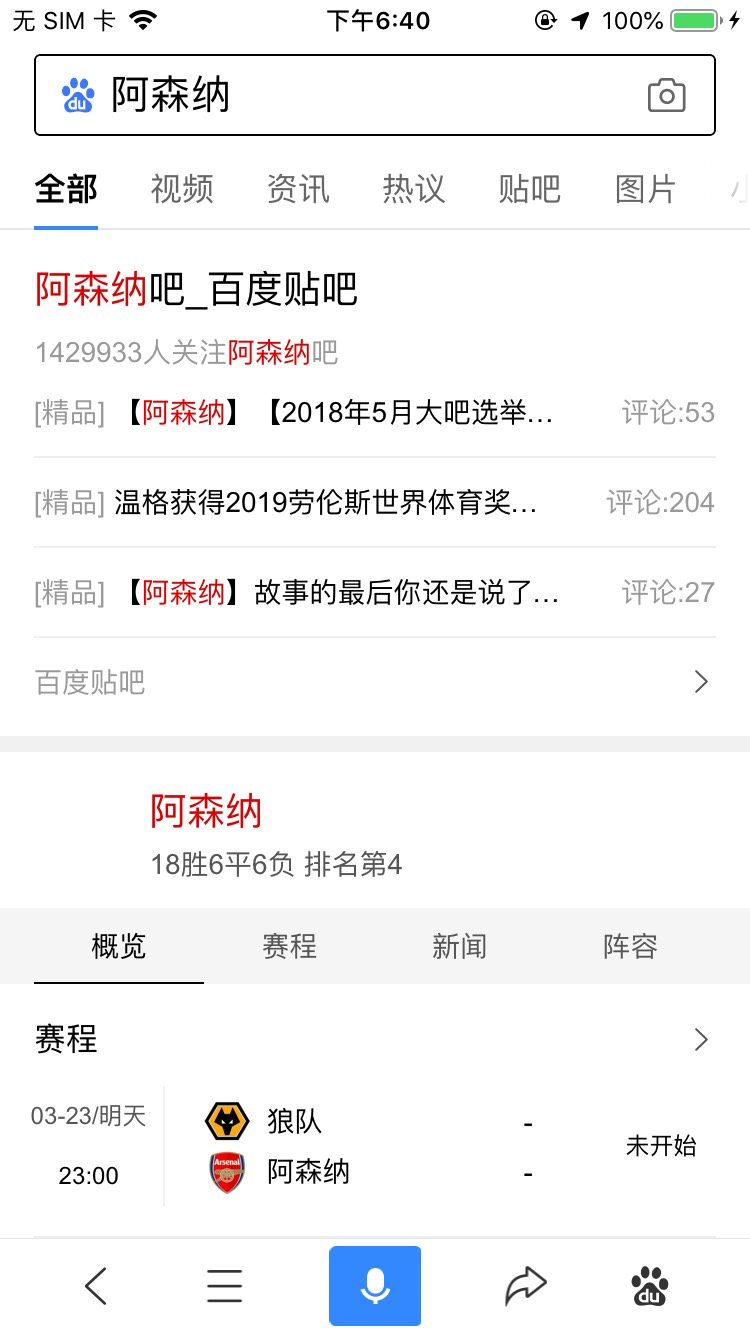 无 SIM 卡 下午6:40 100%
du 阿森纳
全部 视频 资讯 热议 贴吧 图片
阿森纳吧_百度贴吧
1429933人关注阿森纳吧
[精品] 【阿森纳】【2018年5月大吧选举... 评论:53
[精品] 温格获得2019劳伦斯世界体育奖... 评论:204
[精品] 【阿森纳】故事的最后你还是说了... 评论:27
百度贴吧
阿森纳
18胜6平6负 排名第4
概览 赛程 新闻 阵容
赛程
03-23/明天
23:00
狼队 -
Arsenal 阿森纳 -
未开始
du